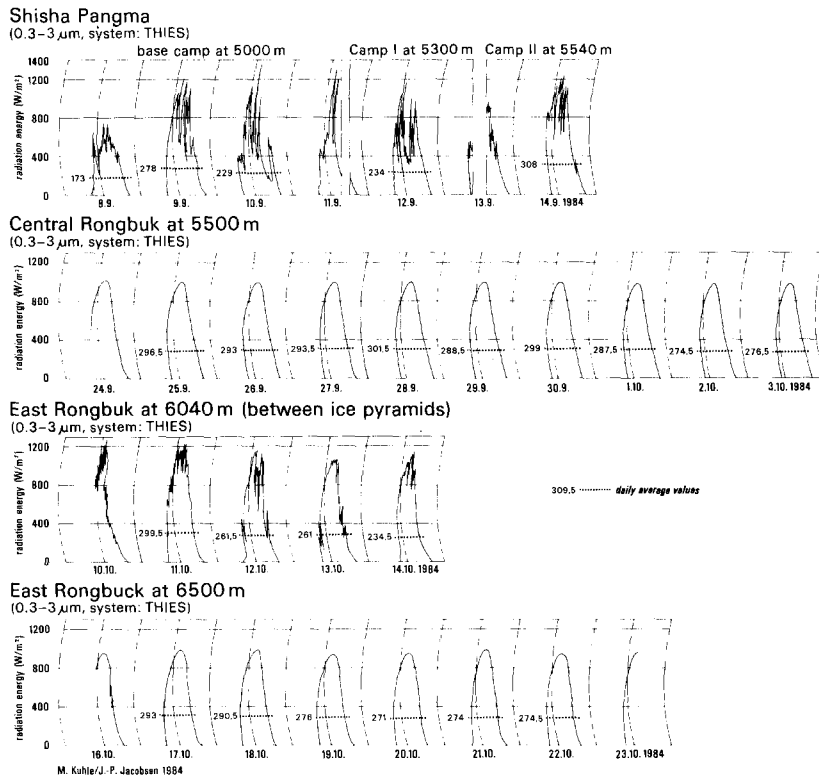 Shisha Pangma
(0.3–3 µm, system: THIES)
base camp at 5000 m Camp I at 5300 m Camp II at 5540 m
radiation energy (W/m²)
1400
1200
800
400
0
173 278 229 234 308
8.9. 9.9. 10.9. 11.9. 12.9. 13.9. 14.9.1984
Central Rongbuk at 5500 m
(0.3–3 µm, system: THIES)
radiation energy (W/m²)
1200
800
400
0
296,5 293 293,5 301,5 288,5 299 287,5 274,5 276,5
24.9. 25.9. 26.9. 27.9. 28.9. 29.9. 30.9. 1.10. 2.10. 3.10.1984
East Rongbuk at 6040 m (between ice pyramids)
(0.3–3 µm, system: THIES)
radiation energy (W/m²)
1200
800
400
0
299,5 261,5 261 234,5
309,5 ········ daily average values
10.10. 11.10. 12.10. 13.10. 14.10.1984
East Rongbuck at 6500 m
(0.3–3 µm, system: THIES)
radiation energy (W/m²)
1200
800
400
0
293 290,5 276 271 274 274,5
16.10. 17.10. 18.10. 19.10. 20.10. 21.10. 22.10. 23.10.1984
M. Kuhle/J.-P. Jacobsen 1984